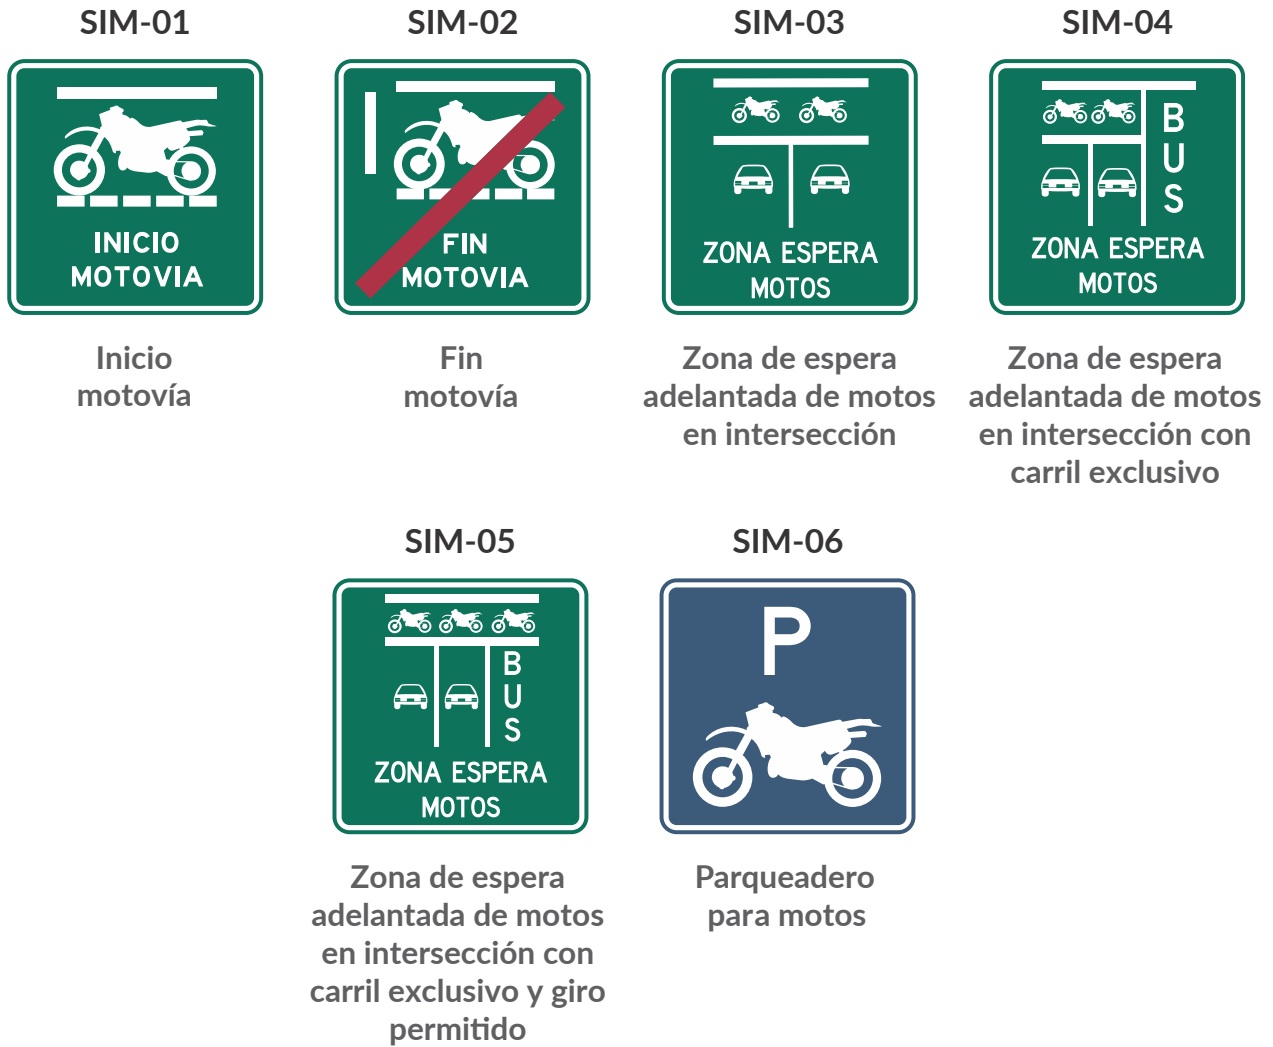 SIM-01
INICIO
MOTOVIA
Inicio
motovía
SIM-02
FIN
MOTOVIA
Fin
motovía
SIM-03
ZONA ESPERA
MOTOS
Zona de espera
adelantada de motos
en intersección
SIM-04
BUS
ZONA ESPERA
MOTOS
Zona de espera
adelantada de motos
en intersección con
carril exclusivo
SIM-05
BUS
ZONA ESPERA
MOTOS
Zona de espera
adelantada de motos
en intersección con
carril exclusivo y giro
permitido
SIM-06
P
Parqueadero
para motos